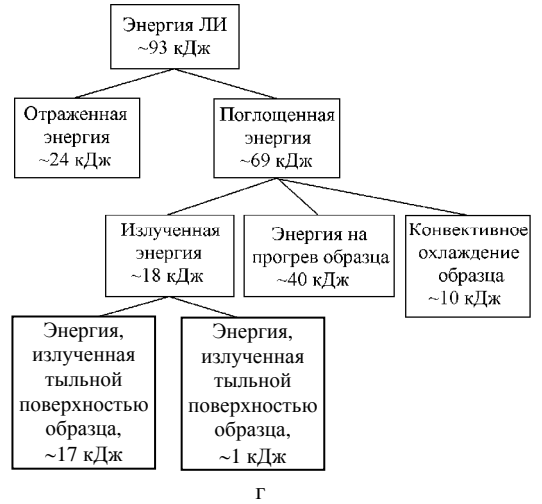 Энергия ЛИ
~93 кДж
Отраженная
энергия
~24 кДж
Поглощенная
энергия
~69 кДж
Излученная
энергия
~18 кДж
Энергия на
прогрев образца
~40 кДж
Конвективное
охлаждение
образца
~10 кДж
Энергия,
излученная
тыльной
поверхностью
образца,
~17 кДж
Энергия,
излученная
тыльной
поверхностью
образца,
~1 кДж
г